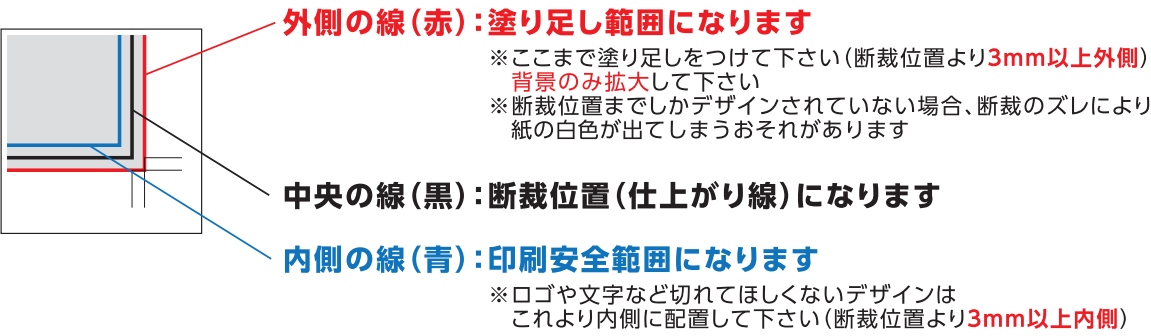 外側の線（赤）：塗り足し範囲になります
※ここまで塗り足しをつけて下さい（断裁位置より3mm以上外側）
背景のみ拡大して下さい
※断裁位置までしかデザインされていない場合、断裁のズレにより
紙の白色が出てしまうおそれがあります
中央の線（黒）：断裁位置（仕上がり線）になります
内側の線（青）：印刷安全範囲になります
※ロゴや文字など切れてほしくないデザインは
これより内側に配置して下さい（断裁位置より3mm以上内側）